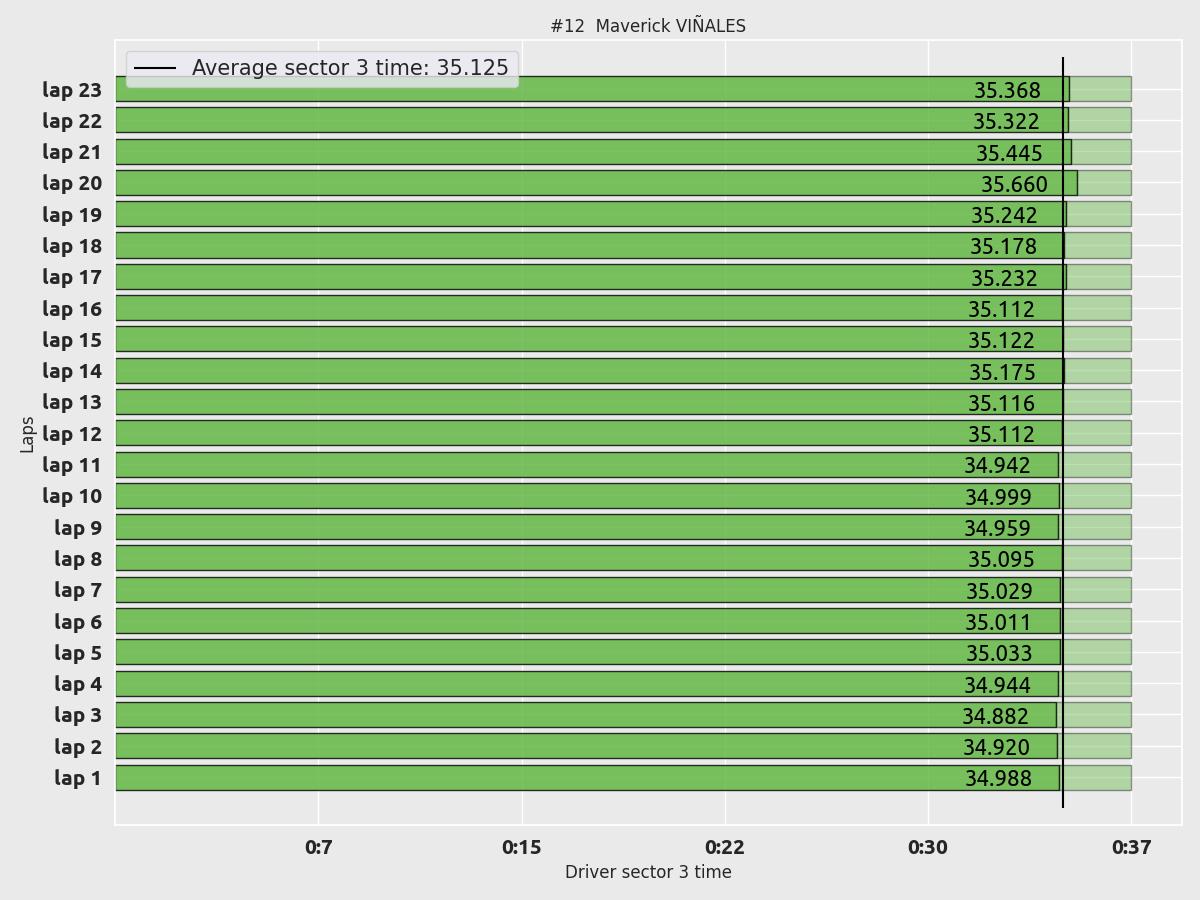 #12  Maverick VIÑALES
Average sector 3 time: 35.125
lap 23 35.368
lap 22 35.322
lap 21 35.445
lap 20 35.660
lap 19 35.242
lap 18 35.178
lap 17 35.232
lap 16 35.112
lap 15 35.122
lap 14 35.175
lap 13 35.116
lap 12 35.112
lap 11 34.942
lap 10 34.999
lap 9 34.959
lap 8 35.095
lap 7 35.029
lap 6 35.011
lap 5 35.033
lap 4 34.944
lap 3 34.882
lap 2 34.920
lap 1 34.988
Laps
0:7 0:15 0:22 0:30 0:37
Driver sector 3 time